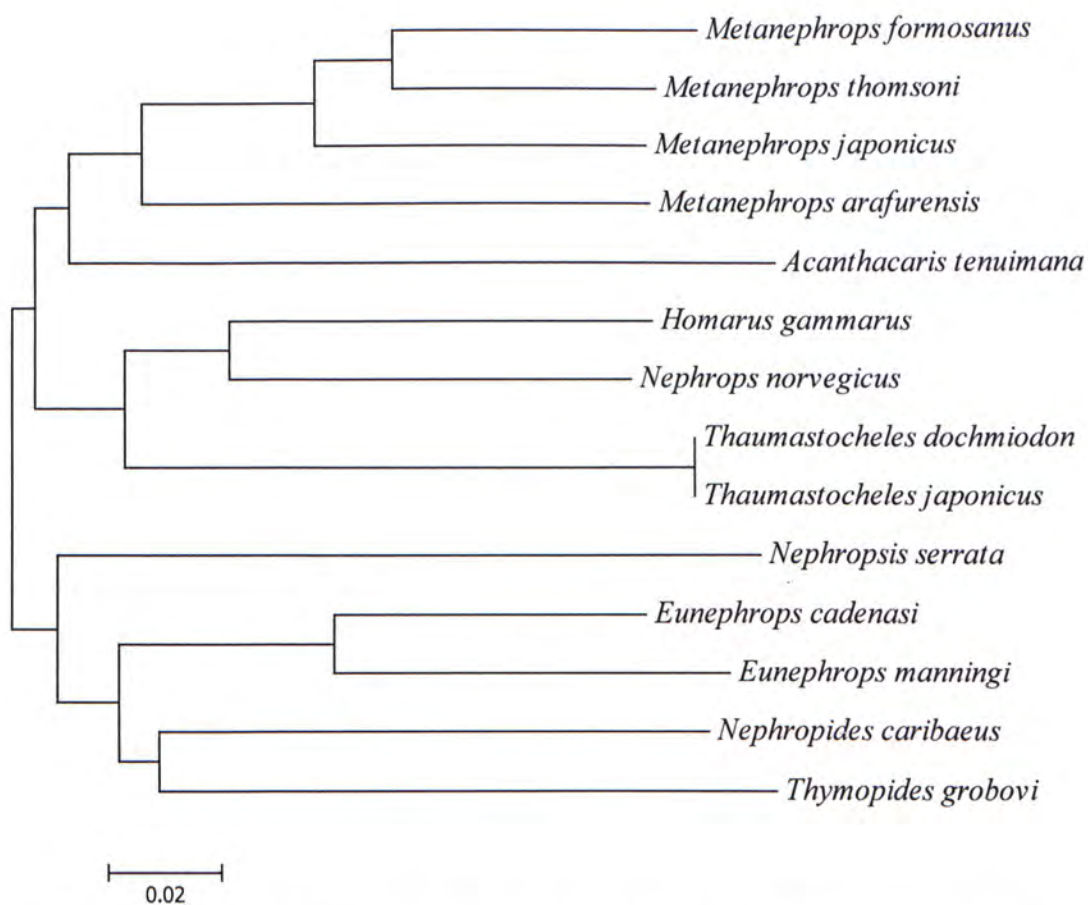 Metanephrops formosanus
Metanephrops thomsoni
Metanephrops japonicus
Metanephrops arafurensis
Acanthacaris tenuimana
Homarus gammarus
Nephrops norvegicus
Thaumastocheles dochmiodon
Thaumastocheles japonicus
Nephropsis serrata
Eunephrops cadenasi
Eunephrops manningi
Nephropides caribaeus
Thymopides grobovi
0.02